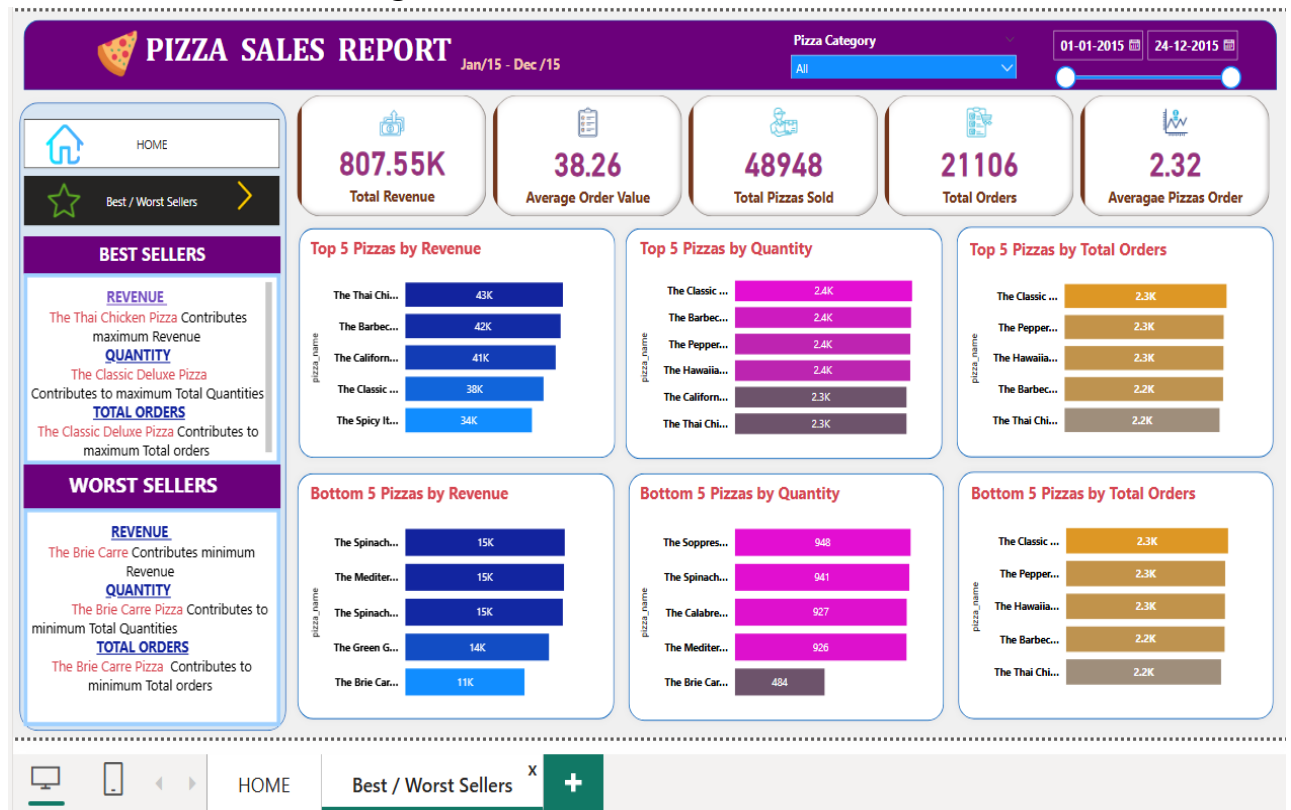 PIZZA SALES REPORT
Jan/15 - Dec /15
Pizza Category
All
01-01-2015
24-12-2015
HOME
Best / Worst Sellers
BEST SELLERS
REVENUE
The Thai Chicken Pizza Contributes
maximum Revenue
QUANTITY
The Classic Deluxe Pizza
Contributes to maximum Total Quantities
TOTAL ORDERS
The Classic Deluxe Pizza Contributes to
maximum Total orders
WORST SELLERS
REVENUE
The Brie Carre Contributes minimum
Revenue
QUANTITY
The Brie Carre Pizza Contributes to
minimum Total Quantities
TOTAL ORDERS
The Brie Carre Pizza Contributes to
minimum Total orders
807.55K
Total Revenue
38.26
Average Order Value
48948
Total Pizzas Sold
21106
Total Orders
2.32
Averagae Pizzas Order
Top 5 Pizzas by Revenue
pizza_name
The Thai Chi... 43K
The Barbec... 42K
The Californ... 41K
The Classic ... 38K
The Spicy It... 34K
Top 5 Pizzas by Quantity
pizza_name
The Classic ... 2.4K
The Barbec... 2.4K
The Pepper... 2.4K
The Hawaiia... 2.4K
The Californ... 2.3K
The Thai Chi... 2.3K
Top 5 Pizzas by Total Orders
pizza_name
The Classic ... 2.3K
The Pepper... 2.3K
The Hawaiia... 2.3K
The Barbec... 2.2K
The Thai Chi... 2.2K
Bottom 5 Pizzas by Revenue
pizza_name
The Spinach... 15K
The Mediter... 15K
The Spinach... 15K
The Green G... 14K
The Brie Car... 11K
Bottom 5 Pizzas by Quantity
pizza_name
The Soppres... 948
The Spinach... 941
The Calabre... 927
The Mediter... 926
The Brie Car... 484
Bottom 5 Pizzas by Total Orders
pizza_name
The Classic ... 2.3K
The Pepper... 2.3K
The Hawaiia... 2.3K
The Barbec... 2.2K
The Thai Chi... 2.2K
HOME
Best / Worst Sellers
X
+